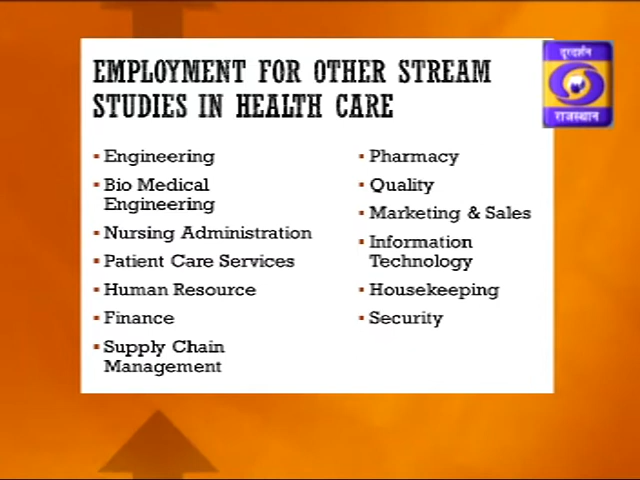 EMPLOYMENT FOR OTHER STREAM
STUDIES IN HEALTH CARE
▪ Engineering
▪ Bio Medical
Engineering
▪ Nursing Administration
▪ Patient Care Services
▪ Human Resource
▪ Finance
▪ Supply Chain
Management
▪ Pharmacy
▪ Quality
▪ Marketing & Sales
▪ Information
Technology
▪ Housekeeping
▪ Security
दूरदर्शन
राजस्थान